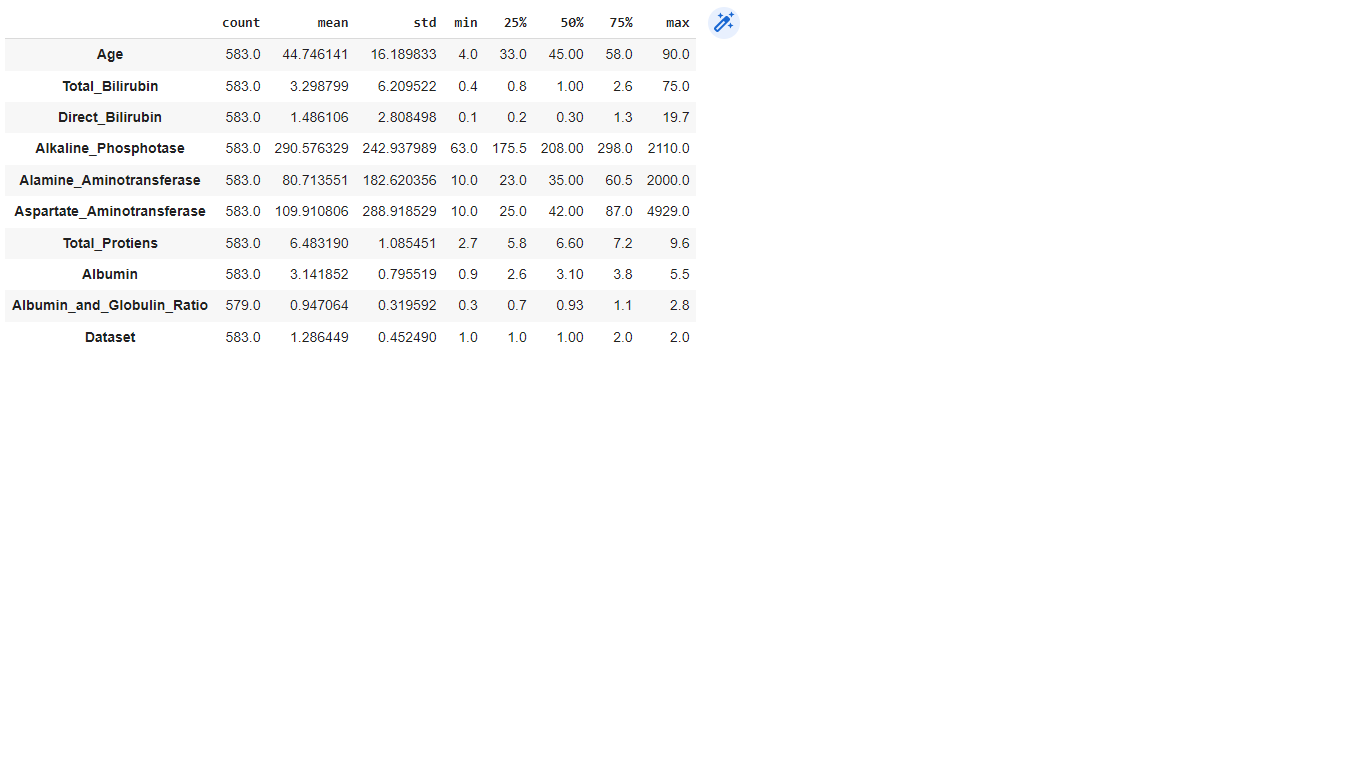 count mean std min 25% 50% 75% max
Age 583.0 44.746141 16.189833 4.0 33.0 45.00 58.0 90.0
Total_Bilirubin 583.0 3.298799 6.209522 0.4 0.8 1.00 2.6 75.0
Direct_Bilirubin 583.0 1.486106 2.808498 0.1 0.2 0.30 1.3 19.7
Alkaline_Phosphotase 583.0 290.576329 242.937989 63.0 175.5 208.00 298.0 2110.0
Alamine_Aminotransferase 583.0 80.713551 182.620356 10.0 23.0 35.00 60.5 2000.0
Aspartate_Aminotransferase 583.0 109.910806 288.918529 10.0 25.0 42.00 87.0 4929.0
Total_Protiens 583.0 6.483190 1.085451 2.7 5.8 6.60 7.2 9.6
Albumin 583.0 3.141852 0.795519 0.9 2.6 3.10 3.8 5.5
Albumin_and_Globulin_Ratio 579.0 0.947064 0.319592 0.3 0.7 0.93 1.1 2.8
Dataset 583.0 1.286449 0.452490 1.0 1.0 1.00 2.0 2.0